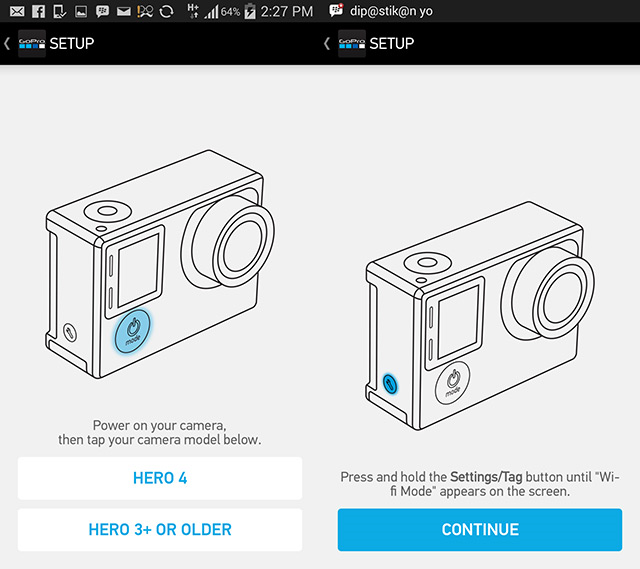 64% 2:27 PM
GoPro SETUP
Power on your camera,
then tap your camera model below.
mode
HERO 4
HERO 3+ OR OLDER
dip@stik@n yo
GoPro SETUP
mode
Press and hold the Settings/Tag button until "Wi-
fi Mode" appears on the screen.
CONTINUE